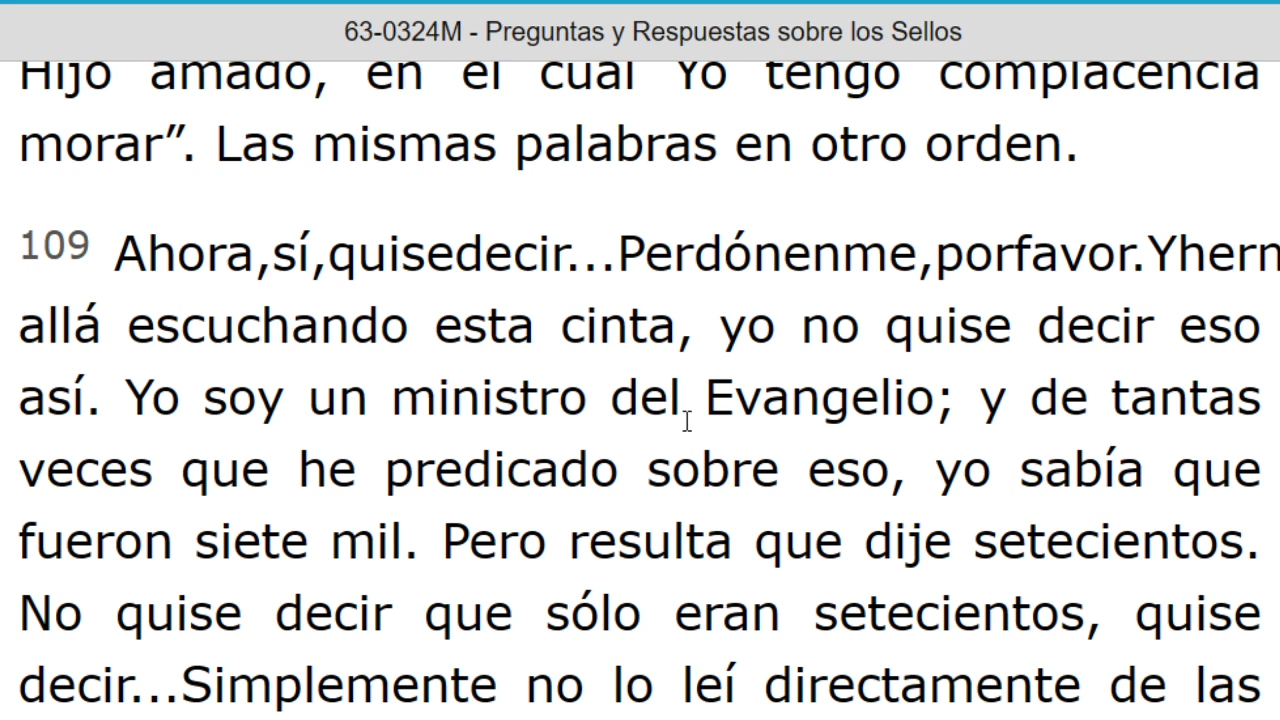 63-0324M - Preguntas y Respuestas sobre los Sellos
Hijo amado, en el cual Yo tengo complacencia
morar”. Las mismas palabras en otro orden.
109 Ahora,sí,quisedecir...Perdónenme,porfavor.Yhern
allá escuchando esta cinta, yo no quise decir eso
así. Yo soy un ministro del Evangelio; y de tantas
veces que he predicado sobre eso, yo sabía que
fueron siete mil. Pero resulta que dije setecientos.
No quise decir que sólo eran setecientos, quise
decir...Simplemente no lo leí directamente de las